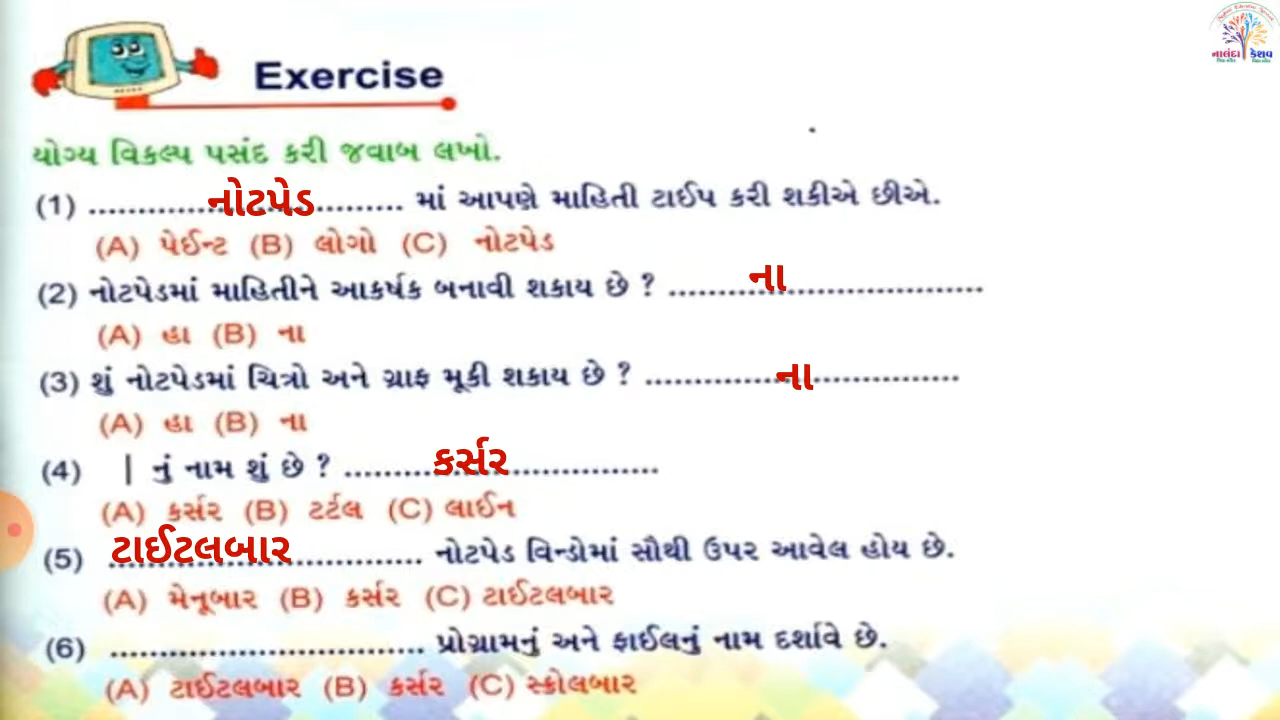 નાલંદા કેશવ
Exercise
યોગ્ય વિકલ્પ પસંદ કરી જવાબ લખો.
(1) ........નોટપેડ........ માં આપણે માહિતી ટાઈપ કરી શકીએ છીએ.
(A) પેઈન્ટ (B) લોગો (C) નોટપેડ
(2) નોટપેડમાં માહિતીને આકર્ષક બનાવી શકાય છે ? ........ના........
(A) હા (B) ના
(3) શું નોટપેડમાં ચિત્રો અને ગ્રાફ મૂકી શકાય છે ? ........ના........
(A) હા (B) ના
(4) | નું નામ શું છે ? ........કર્સર........
(A) કર્સર (B) ટર્ટલ (C) લાઈન
(5) ટાઈટલબાર........ નોટપેડ વિન્ડોમાં સૌથી ઉપર આવેલ હોય છે.
(A) મેનૂબાર (B) કર્સર (C) ટાઈટલબાર
(6) ................ પ્રોગ્રામનું અને ફાઈલનું નામ દર્શાવે છે.
(A) ટાઈટલબાર (B) કર્સર (C) સ્ક્રોલબાર